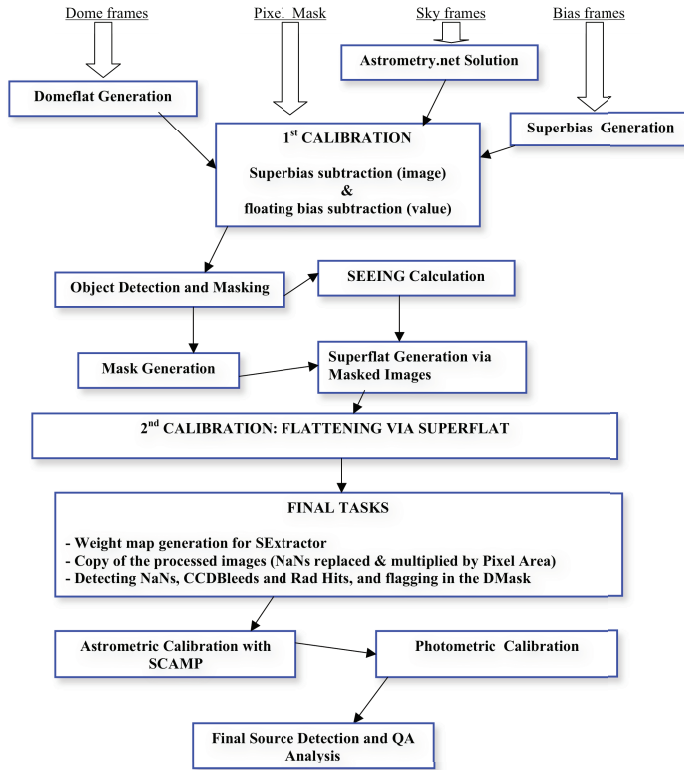 Dome frames
Pixel Mask
Sky frames
Bias frames
Astrometry.net Solution
Domeflat Generation
Superbias Generation
1st CALIBRATION
Superbias subtraction (image)
&
floating bias subtraction (value)
Object Detection and Masking
SEEING Calculation
Mask Generation
Superflat Generation via
Masked Images
2nd CALIBRATION: FLATTENING VIA SUPERFLAT
FINAL TASKS
- Weight map generation for SExtractor
- Copy of the processed images (NaNs replaced & multiplied by Pixel Area)
- Detecting NaNs, CCDBleeds and Rad Hits, and flagging in the DMask
Astrometric Calibration with
SCAMP
Photometric Calibration
Final Source Detection and QA
Analysis